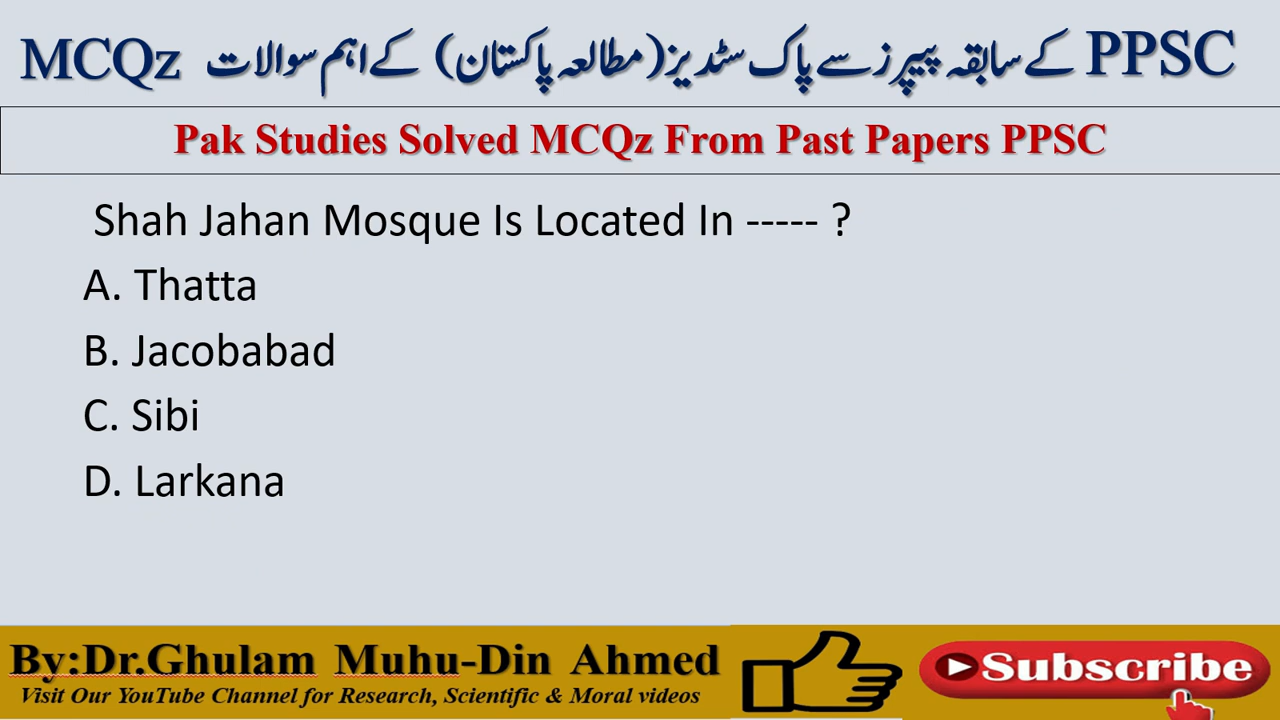 PPSC کے سابقہ پیپرز سے پاک سٹدیز (مطالعہ پاکستان) کے اہم سوالات MCQz
Pak Studies Solved MCQz From Past Papers PPSC
Shah Jahan Mosque Is Located In ----- ?
A. Thatta
B. Jacobabad
C. Sibi
D. Larkana
By:Dr.Ghulam Muhu-Din Ahmed
Visit Our YouTube Channel for Research, Scientific & Moral videos
Subscribe